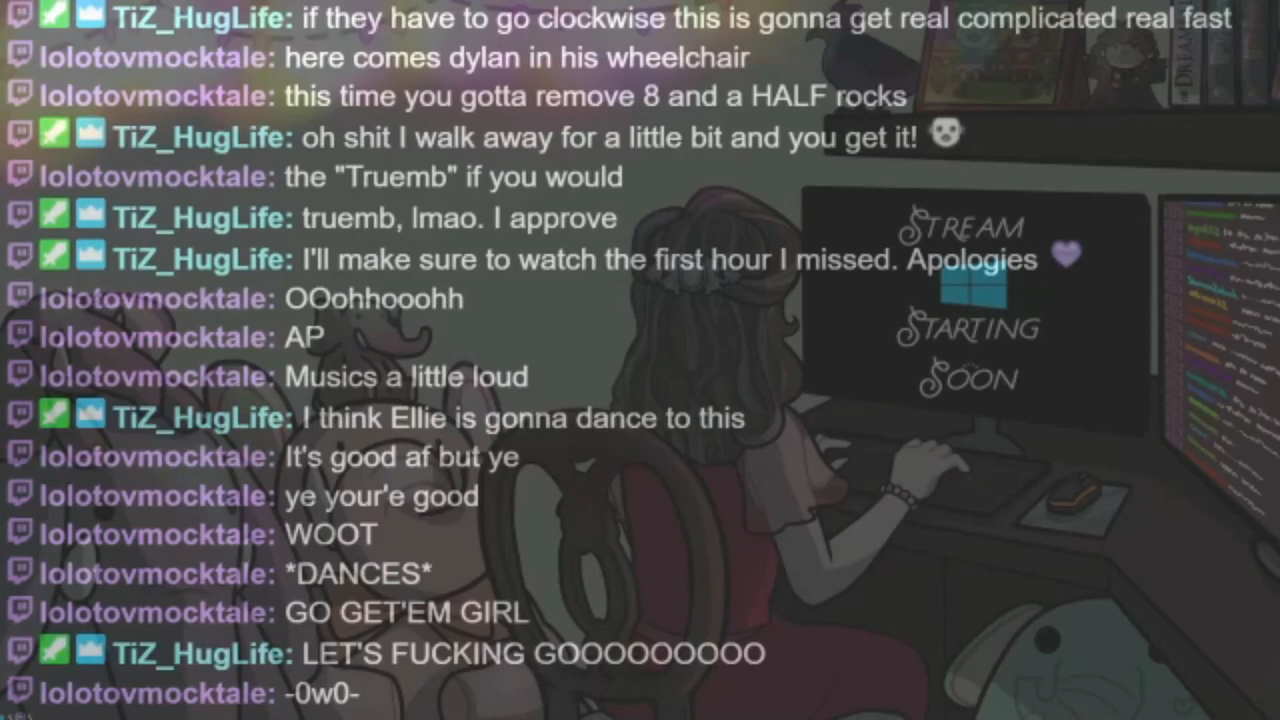 TiZ_HugLife: if they have to go clockwise this is gonna get real complicated real fast
lolotovmocktale: here comes dylan in his wheelchair
lolotovmocktale: this time you gotta remove 8 and a HALF rocks
TiZ_HugLife: oh shit I walk away for a little bit and you get it!
lolotovmocktale: the "Truemb" if you would
TiZ_HugLife: truemb, lmao. I approve
TiZ_HugLife: I'll make sure to watch the first hour I missed. Apologies 💜
lolotovmocktale: OOohhooohh
lolotovmocktale: AP
lolotovmocktale: Musics a little loud
TiZ_HugLife: I think Ellie is gonna dance to this
lolotovmocktale: It's good af but ye
lolotovmocktale: ye your'e good
lolotovmocktale: WOOT
lolotovmocktale: *DANCES*
lolotovmocktale: GO GET'EM GIRL
TiZ_HugLife: LET'S FUCKING GOOOOOOOOO
lolotovmocktale: -0w0-
STREAM
STARTING
SOON